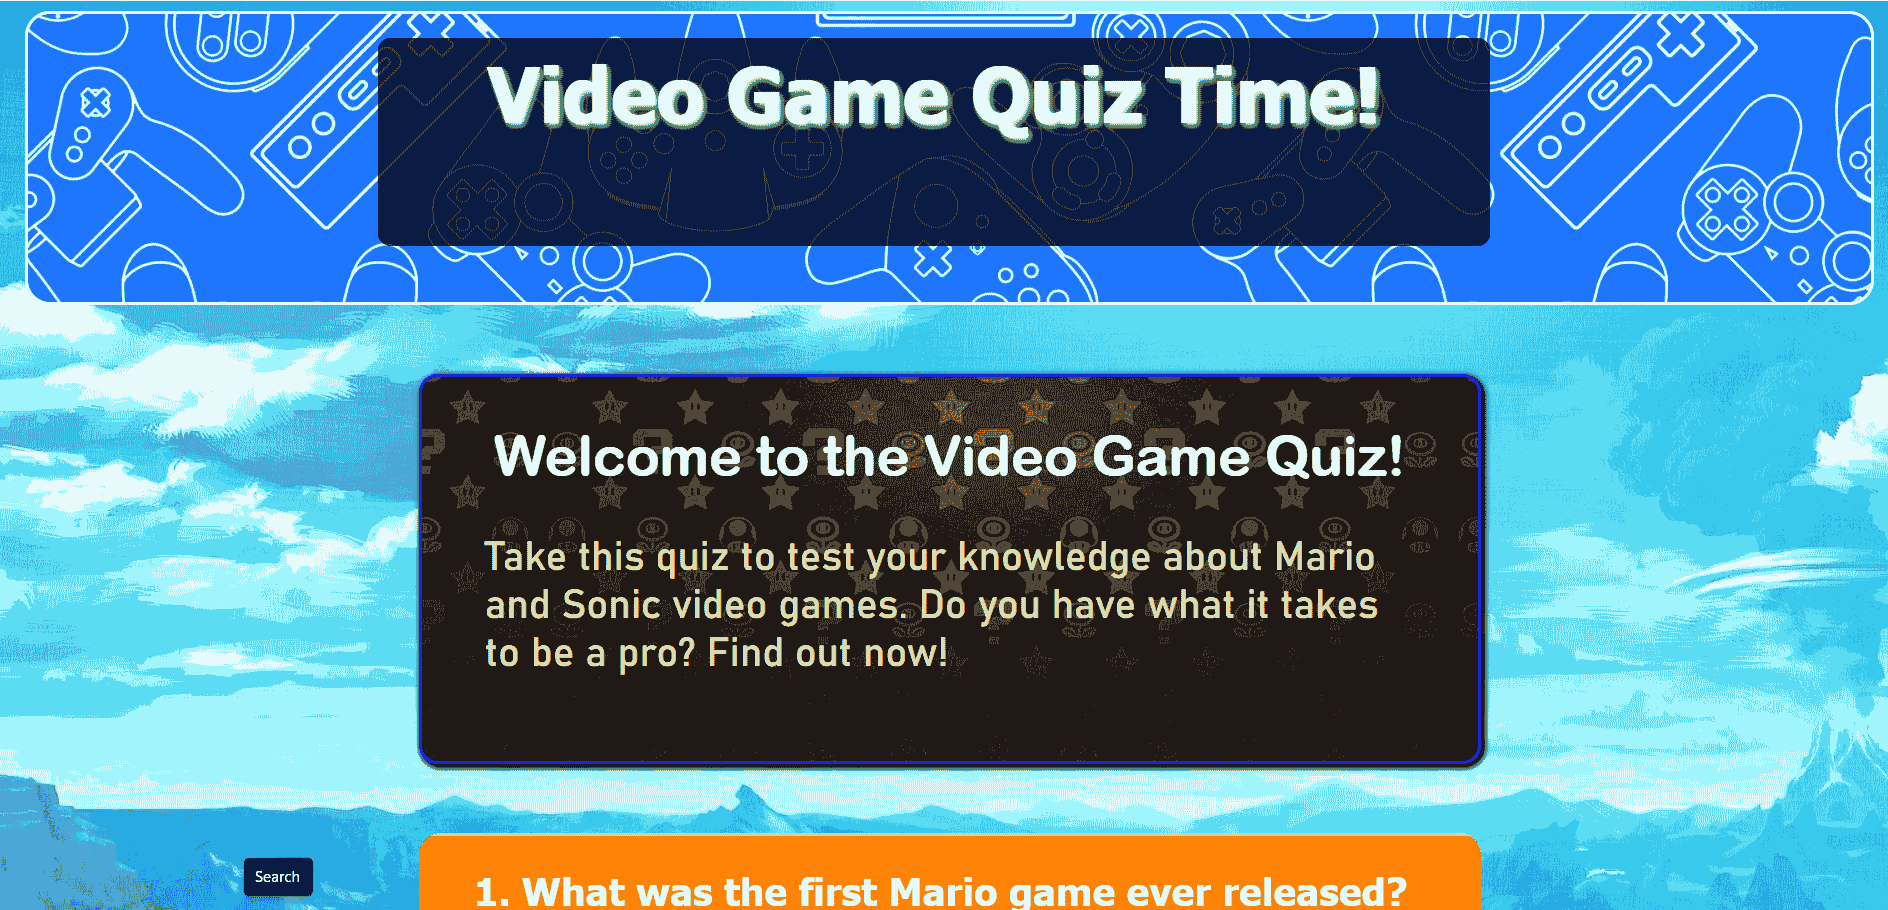 Video Game Quiz Time!
Welcome to the Video Game Quiz!
Take this quiz to test your knowledge about Mario
and Sonic video games. Do you have what it takes
to be a pro? Find out now!
Search
1. What was the first Mario game ever released?